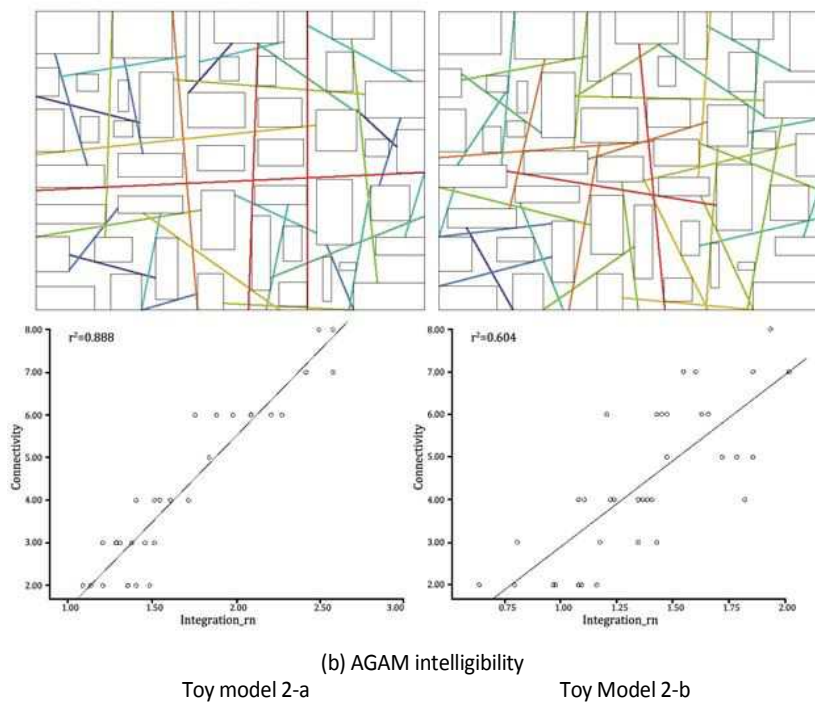 r²=0.888
Connectivity
8.00
7.00
6.00
5.00
4.00
3.00
2.00
1.00 1.50 2.00 2.50 3.00
Integration_rn
r²=0.604
Connectivity
8.00
7.00
6.00
5.00
4.00
3.00
2.00
0.75 1.00 1.25 1.50 1.75 2.00
Integration_rn
(b) AGAM intelligibility
Toy model 2-a Toy Model 2-b